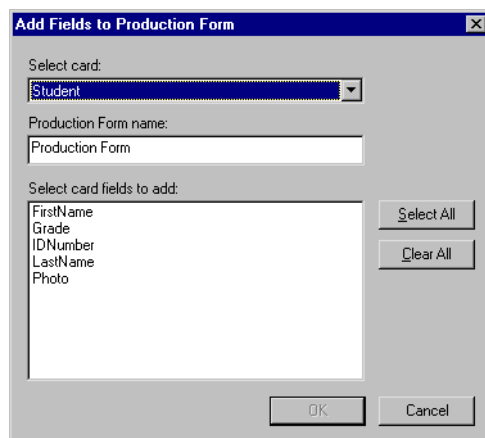 Add Fields to Production Form
Select card:
Student
Production Form name:
Production Form
Select card fields to add:
FirstName
Grade
IDNumber
LastName
Photo
Select All
Clear All
OK
Cancel